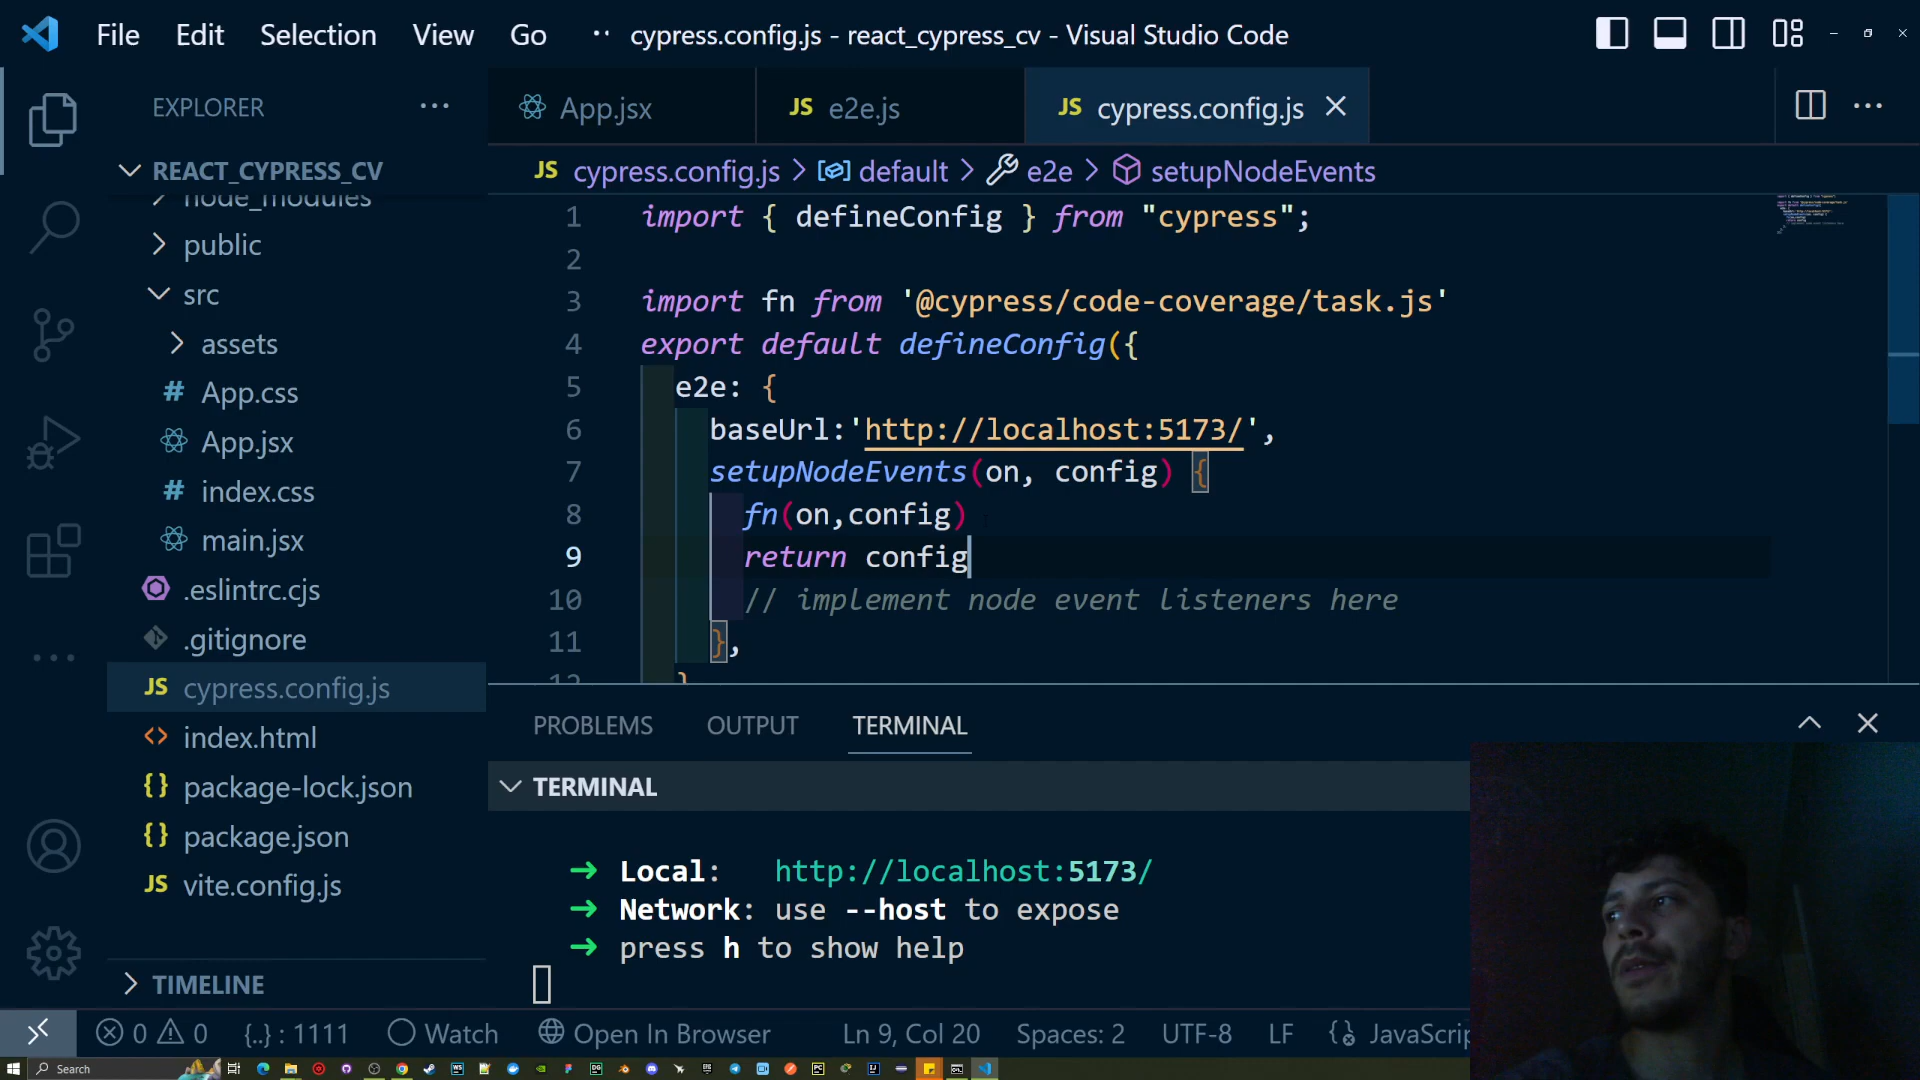 File Edit Selection View Go ·· cypress.config.js - react_cypress_cv - Visual Studio Code
EXPLORER ···
App.jsx
JS e2e.js
JS cypress.config.js
REACT_CYPRESS_CV
JS cypress.config.js > default > e2e > setupNodeEvents
node_modules
public
src
assets
# App.css
App.jsx
# index.css
main.jsx
.eslintrc.cjs
.gitignore
JS cypress.config.js
<> index.html
{} package-lock.json
{} package.json
JS vite.config.js
TIMELINE
1 import { defineConfig } from "cypress";
2
3 import fn from '@cypress/code-coverage/task.js'
4 export default defineConfig({
5 e2e: {
6 baseUrl:'http://localhost:5173/',
7 setupNodeEvents(on, config) {
8 fn(on,config)
9 return config
10 // implement node event listeners here
11 },
12 }
PROBLEMS OUTPUT TERMINAL
TERMINAL
➜ Local: http://localhost:5173/
➜ Network: use --host to expose
➜ press h to show help
0 0 {..} : 1111 Watch Open In Browser Ln 9, Col 20 Spaces: 2 UTF-8 LF JavaScrip
Search